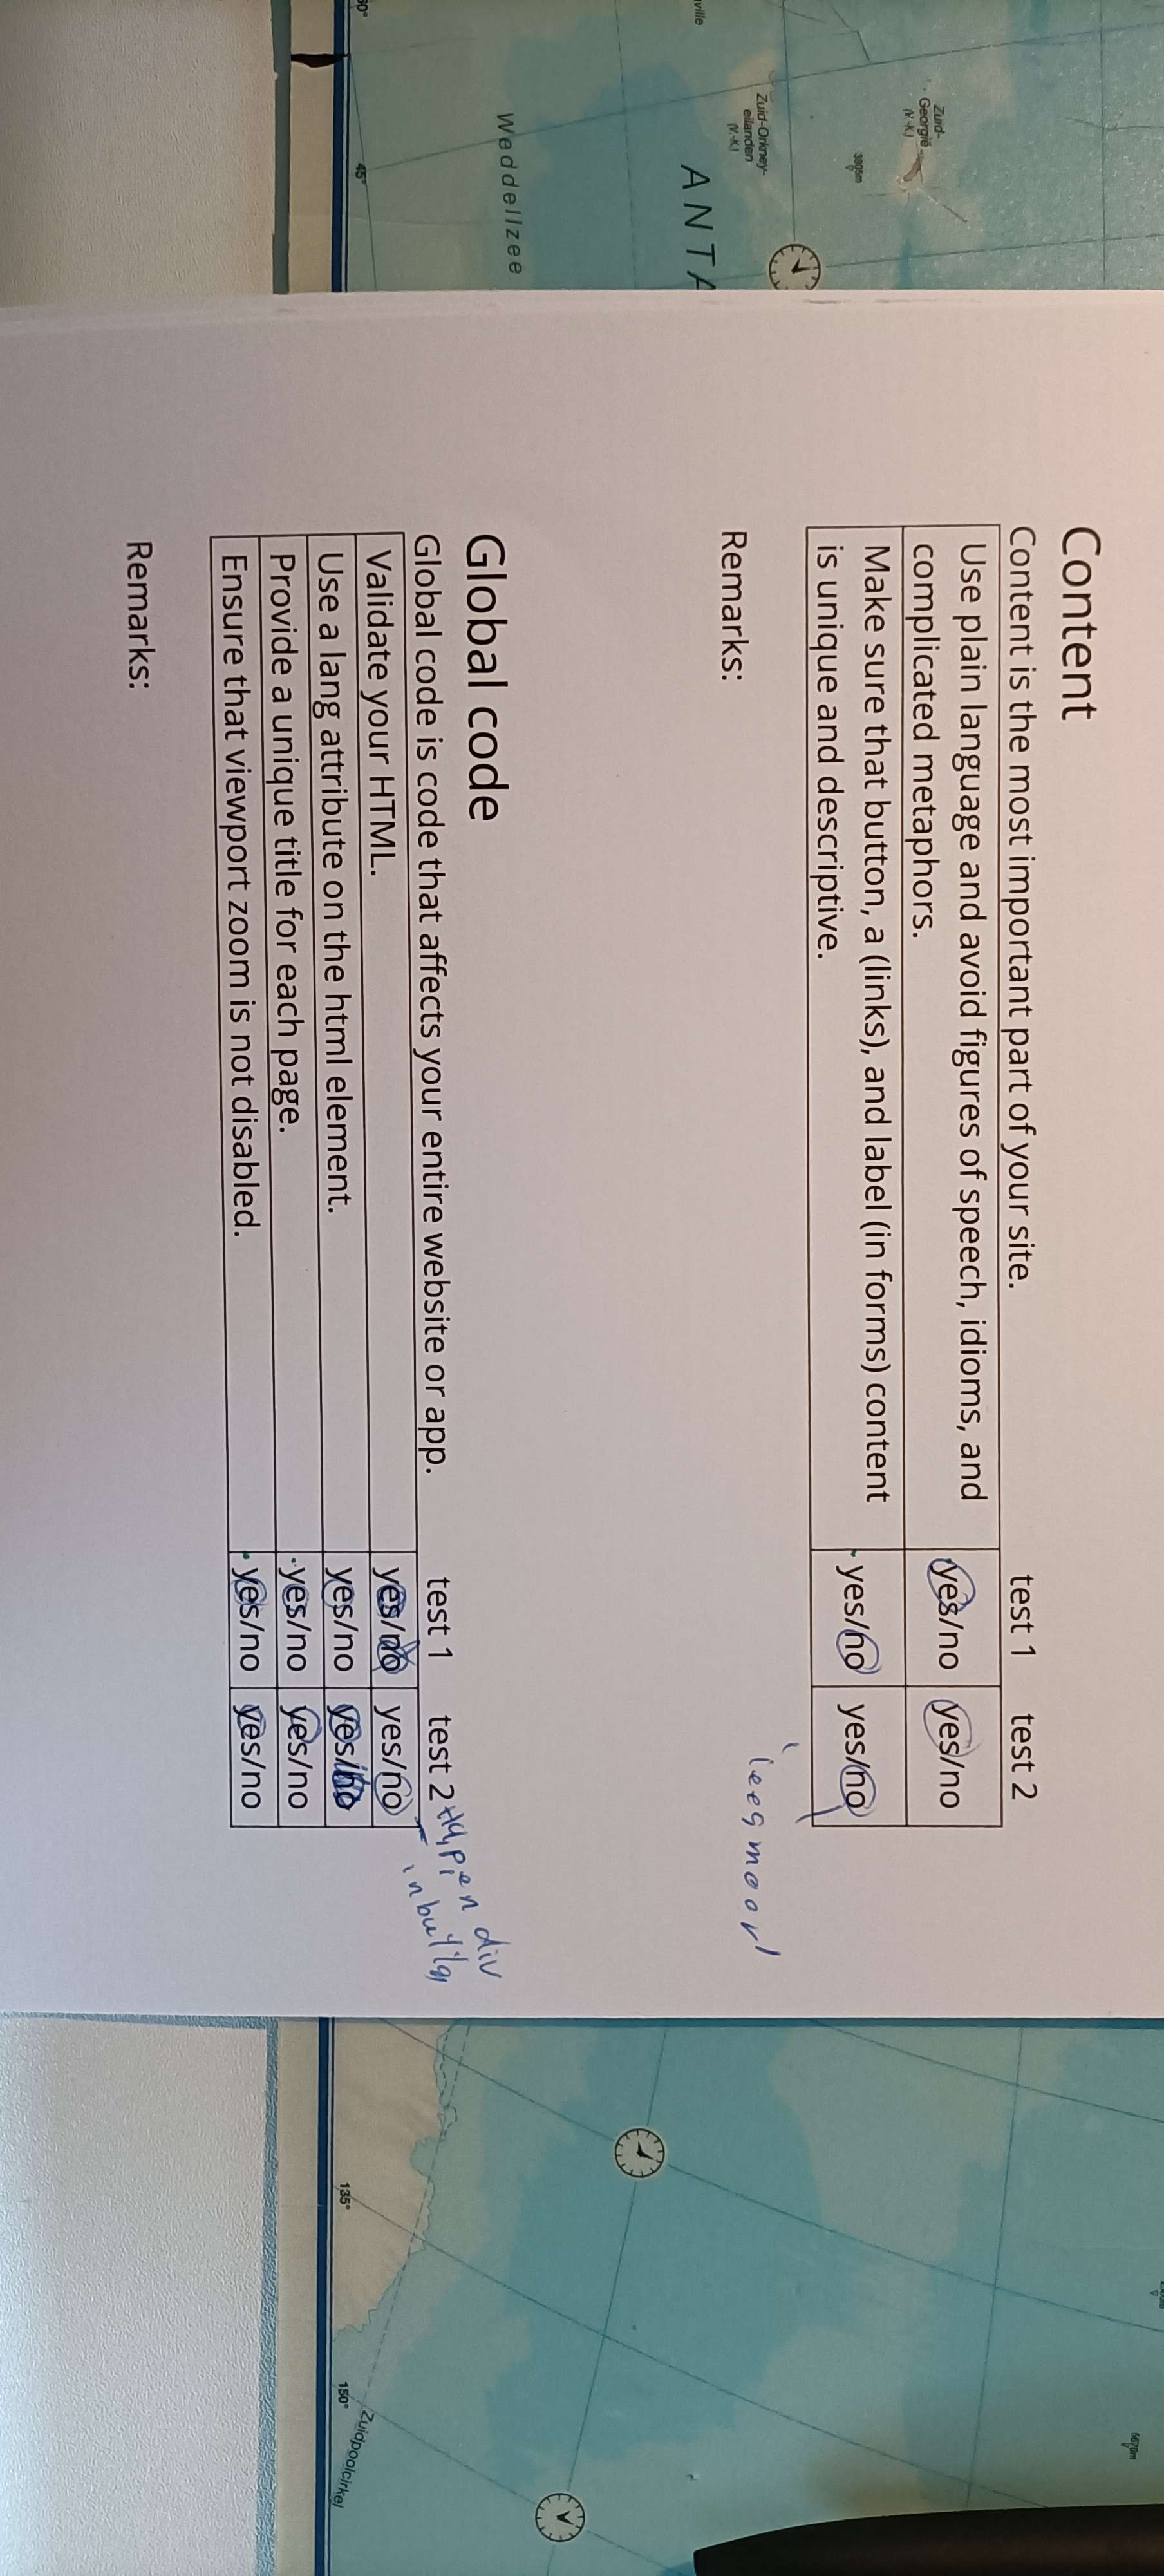 Content
Content is the most important part of your site. test 1 test 2
Use plain language and avoid figures of speech, idioms, and yes/no yes/no
complicated metaphors.
Make sure that button, a (links), and label (in forms) content yes/no yes/no
is unique and descriptive.
Remarks:
Global code
Global code is code that affects your entire website or app. test 1 test 2
div
Validate your HTML. yes/no yes/no
Use a lang attribute on the html element. yes/no yes/no
Provide a unique title for each page. yes/no yes/no
Ensure that viewport zoom is not disabled. yes/no yes/no
Remarks:
Zuid-
Georgië
(V.-K.)
3805m
Zuid-Orkney-
eilanden
(V.-K.)
ville
ANTA
Weddellzee
45°
135°
150°
Zuidpoolcirkel
5670m